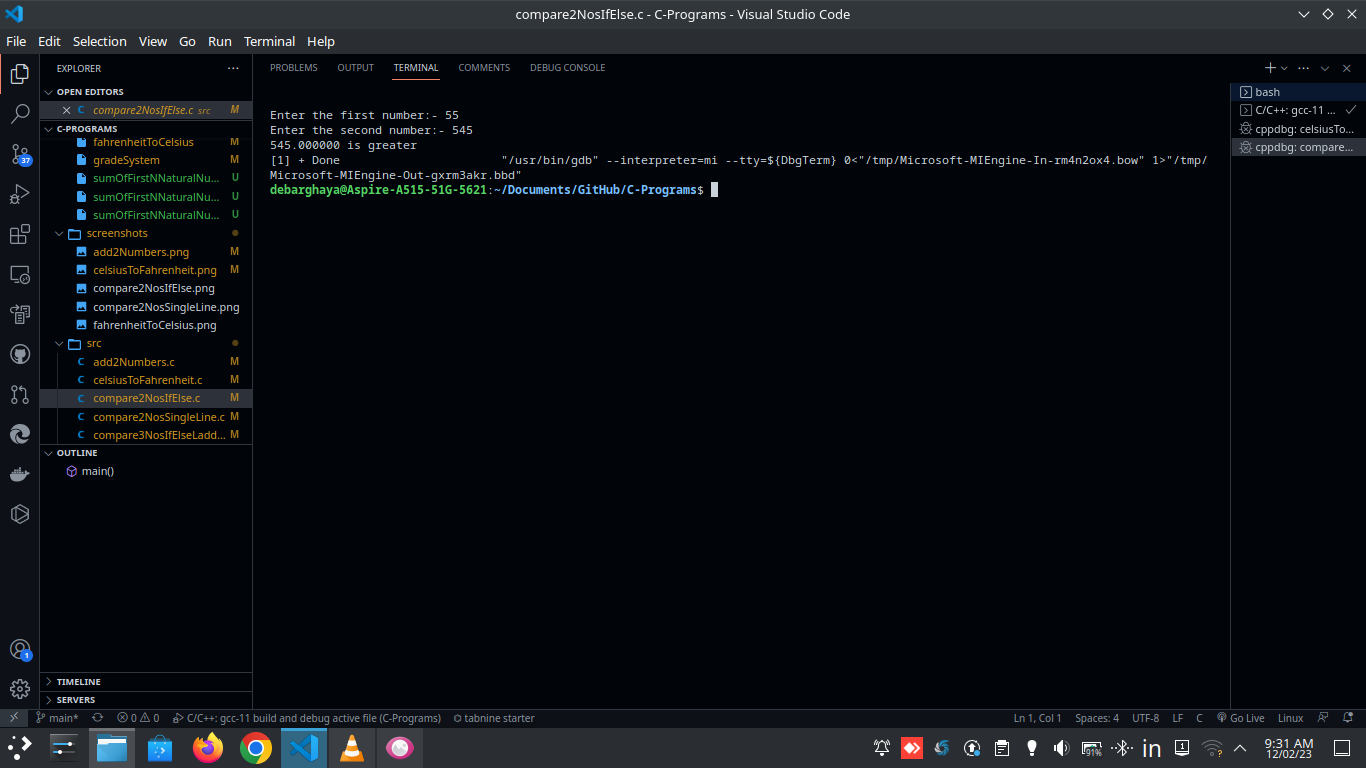 compare2NosIfElse.c - C-Programs - Visual Studio Code
File Edit Selection View Go Run Terminal Help
EXPLORER
OPEN EDITORS
compare2NosIfElse.c src M
C-PROGRAMS
fahrenheitToCelsius M
gradeSystem M
sumOfFirstNNaturalNu... U
sumOfFirstNNaturalNu... U
sumOfFirstNNaturalNu... U
screenshots
add2Numbers.png M
celsiusToFahrenheit.png M
compare2NosIfElse.png
compare2NosSingleLine.png
fahrenheitToCelsius.png
src
add2Numbers.c M
celsiusToFahrenheit.c M
compare2NosIfElse.c M
compare2NosSingleLine.c M
compare3NosIfElseLadd... M
OUTLINE
main()
TIMELINE
SERVERS
37
1
PROBLEMS OUTPUT TERMINAL COMMENTS DEBUG CONSOLE
Enter the first number:- 55
Enter the second number:- 545
545.000000 is greater
[1] + Done                       "/usr/bin/gdb" --interpreter=mi --tty=${DbgTerm} 0<"/tmp/Microsoft-MIEngine-In-rm4n2ox4.bow" 1>"/tmp/
Microsoft-MIEngine-Out-gxrm3akr.bbd"
debarghaya@Aspire-A515-51G-5621:~/Documents/GitHub/C-Programs$
bash
C/C++: gcc-11 ...
cppdbg: celsiusTo...
cppdbg: compare...
main* 0 0 C/C++: gcc-11 build and debug active file (C-Programs) tabnine starter Ln 1, Col 1 Spaces: 4 UTF-8 LF C Go Live Linux
91% in 1 9:31 AM
12/02/23